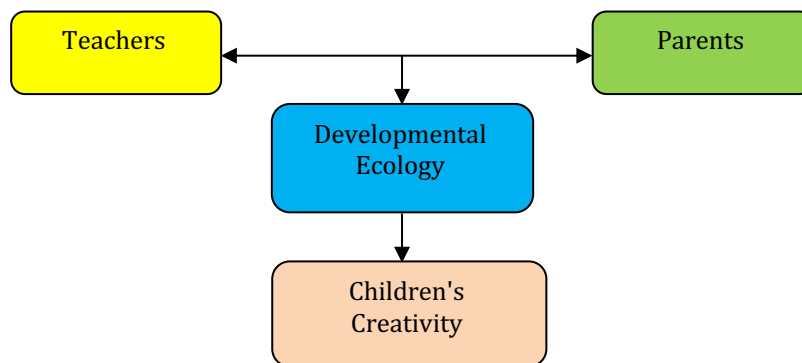 Teachers
Parents
Developmental
Ecology
Children's
Creativity